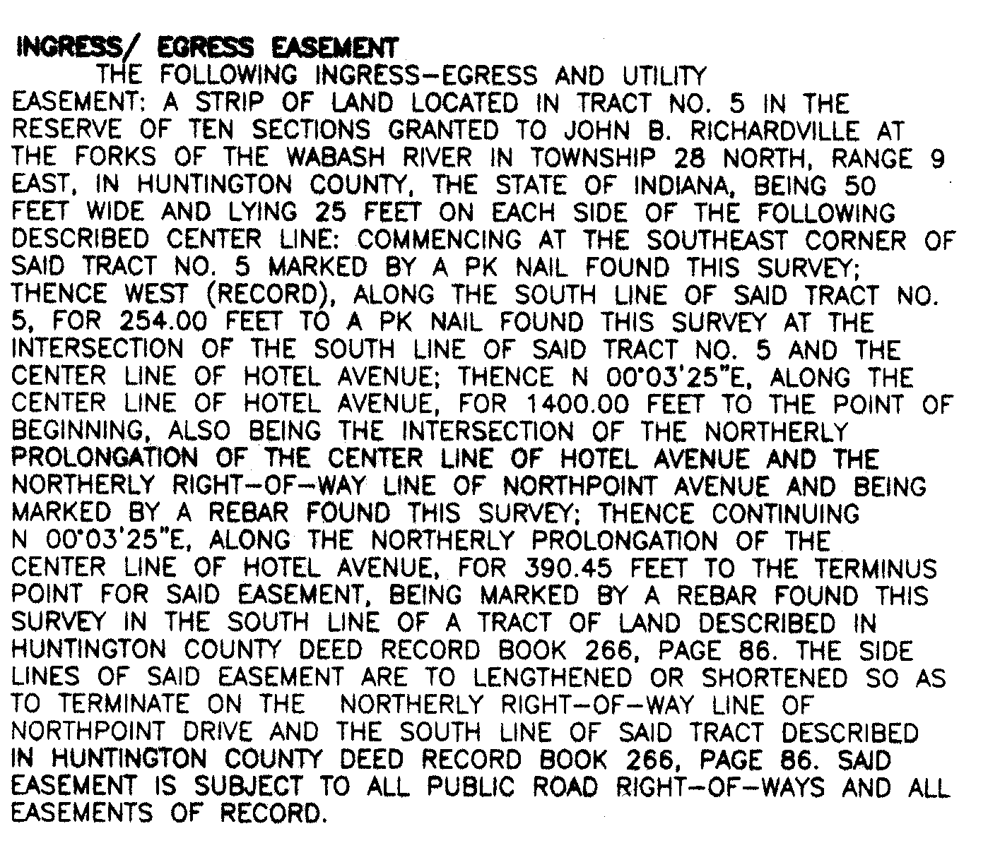 INGRESS/ EGRESS EASEMENT
THE FOLLOWING INGRESS-EGRESS AND UTILITY
EASEMENT: A STRIP OF LAND LOCATED IN TRACT NO. 5 IN THE
RESERVE OF TEN SECTIONS GRANTED TO JOHN B. RICHARDVILLE AT
THE FORKS OF THE WABASH RIVER IN TOWNSHIP 28 NORTH, RANGE 9
EAST, IN HUNTINGTON COUNTY, THE STATE OF INDIANA, BEING 50
FEET WIDE AND LYING 25 FEET ON EACH SIDE OF THE FOLLOWING
DESCRIBED CENTER LINE: COMMENCING AT THE SOUTHEAST CORNER OF
SAID TRACT NO. 5 MARKED BY A PK NAIL FOUND THIS SURVEY;
THENCE WEST (RECORD), ALONG THE SOUTH LINE OF SAID TRACT NO.
5, FOR 254.00 FEET TO A PK NAIL FOUND THIS SURVEY AT THE
INTERSECTION OF THE SOUTH LINE OF SAID TRACT NO. 5 AND THE
CENTER LINE OF HOTEL AVENUE; THENCE N 00°03'25"E, ALONG THE
CENTER LINE OF HOTEL AVENUE, FOR 1400.00 FEET TO THE POINT OF
BEGINNING, ALSO BEING THE INTERSECTION OF THE NORTHERLY
PROLONGATION OF THE CENTER LINE OF HOTEL AVENUE AND THE
NORTHERLY RIGHT-OF-WAY LINE OF NORTHPOINT AVENUE AND BEING
MARKED BY A REBAR FOUND THIS SURVEY; THENCE CONTINUING
N 00°03'25"E, ALONG THE NORTHERLY PROLONGATION OF THE
CENTER LINE OF HOTEL AVENUE, FOR 390.45 FEET TO THE TERMINUS
POINT FOR SAID EASEMENT, BEING MARKED BY A REBAR FOUND THIS
SURVEY IN THE SOUTH LINE OF A TRACT OF LAND DESCRIBED IN
HUNTINGTON COUNTY DEED RECORD BOOK 266, PAGE 86. THE SIDE
LINES OF SAID EASEMENT ARE TO LENGTHENED OR SHORTENED SO AS
TO TERMINATE ON THE NORTHERLY RIGHT-OF-WAY LINE OF
NORTHPOINT DRIVE AND THE SOUTH LINE OF SAID TRACT DESCRIBED
IN HUNTINGTON COUNTY DEED RECORD BOOK 266, PAGE 86. SAID
EASEMENT IS SUBJECT TO ALL PUBLIC ROAD RIGHT-OF-WAYS AND ALL
EASEMENTS OF RECORD.